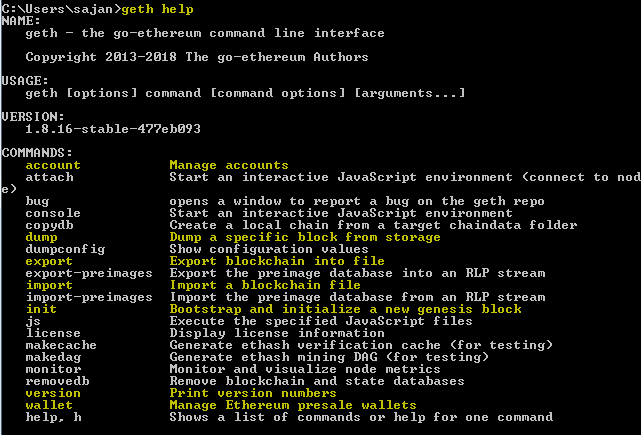 C:\Users\sajan>geth help
NAME:
geth - the go-ethereum command line interface
Copyright 2013-2018 The go-ethereum Authors
USAGE:
geth [options] command [command options] [arguments...]
VERSION:
1.8.16-stable-477eb093
COMMANDS:
account Manage accounts
attach Start an interactive JavaScript environment (connect to nod
e)
bug opens a window to report a bug on the geth repo
console Start an interactive JavaScript environment
copydb Create a local chain from a target chaindata folder
dump Dump a specific block from storage
dumpconfig Show configuration values
export Export blockchain into file
export-preimages Export the preimage database into an RLP stream
import Import a blockchain file
import-preimages Import the preimage database from an RLP stream
init Bootstrap and initialize a new genesis block
js Execute the specified JavaScript files
license Display license information
makecache Generate ethash verification cache (for testing)
makedag Generate ethash mining DAG (for testing)
monitor Monitor and visualize node metrics
removedb Remove blockchain and state databases
version Print version numbers
wallet Manage Ethereum presale wallets
help, h Shows a list of commands or help for one command